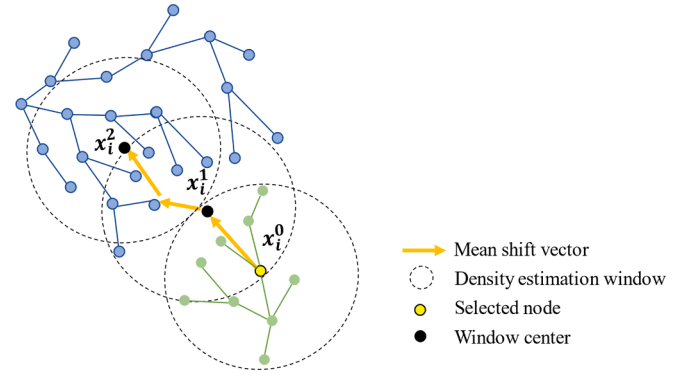 x_i^2
x_i^1
x_i^0
Mean shift vector
Density estimation window
Selected node
Window center